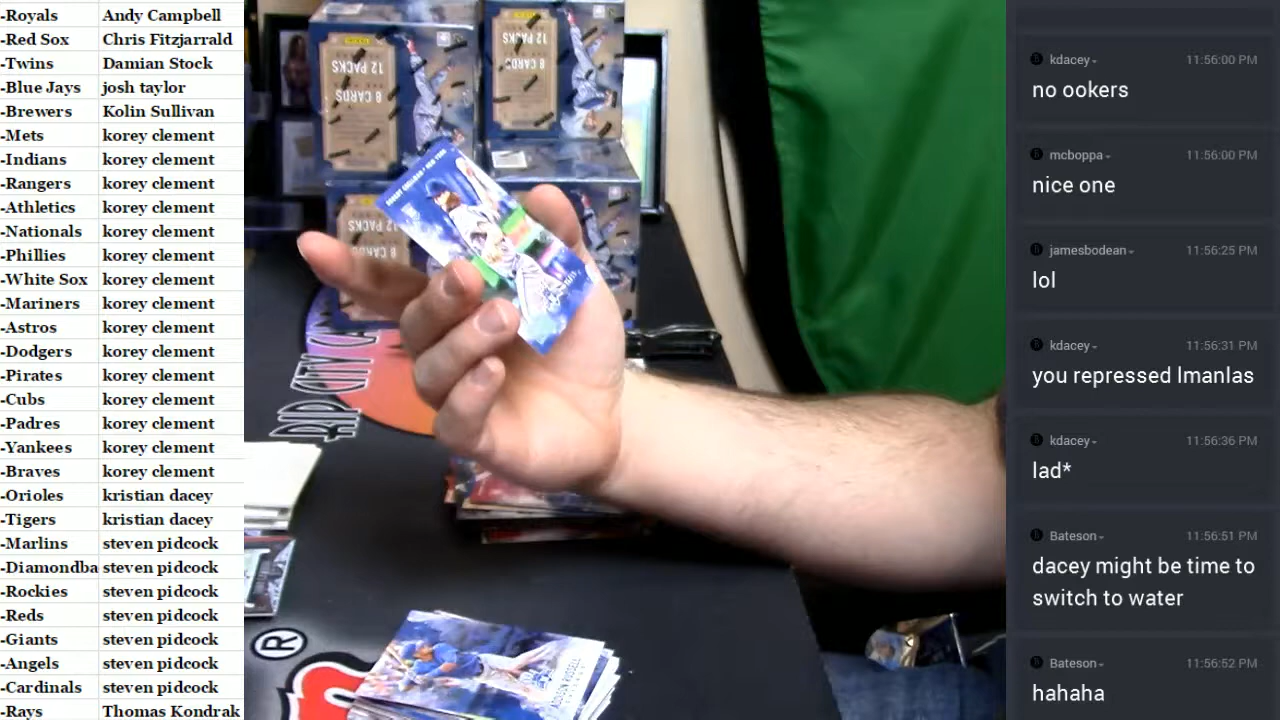 -Royals Andy Campbell
-Red Sox Chris Fitzjarrald
-Twins Damian Stock
-Blue Jays josh taylor
-Brewers Kolin Sullivan
-Mets korey clement
-Indians korey clement
-Rangers korey clement
-Athletics korey clement
-Nationals korey clement
-Phillies korey clement
-White Sox korey clement
-Mariners korey clement
-Astros korey clement
-Dodgers korey clement
-Pirates korey clement
-Cubs korey clement
-Padres korey clement
-Yankees korey clement
-Braves korey clement
-Orioles kristian dacey
-Tigers kristian dacey
-Marlins steven pidcock
-Diamondba steven pidcock
-Rockies steven pidcock
-Reds steven pidcock
-Giants steven pidcock
-Angels steven pidcock
-Cardinals steven pidcock
-Rays Thomas Kondrak
12 PACKS
8 CARDS
12 PACKS
8 CARDS
12 PACKS
8 CARDS
RIP CITY
®
kdacey 11:56:00 PM
no ookers
mcboppa 11:56:00 PM
nice one
jamesbodean 11:56:25 PM
lol
kdacey 11:56:31 PM
you repressed lmanlas
kdacey 11:56:36 PM
lad*
Bateson 11:56:51 PM
dacey might be time to
switch to water
Bateson 11:56:52 PM
hahaha